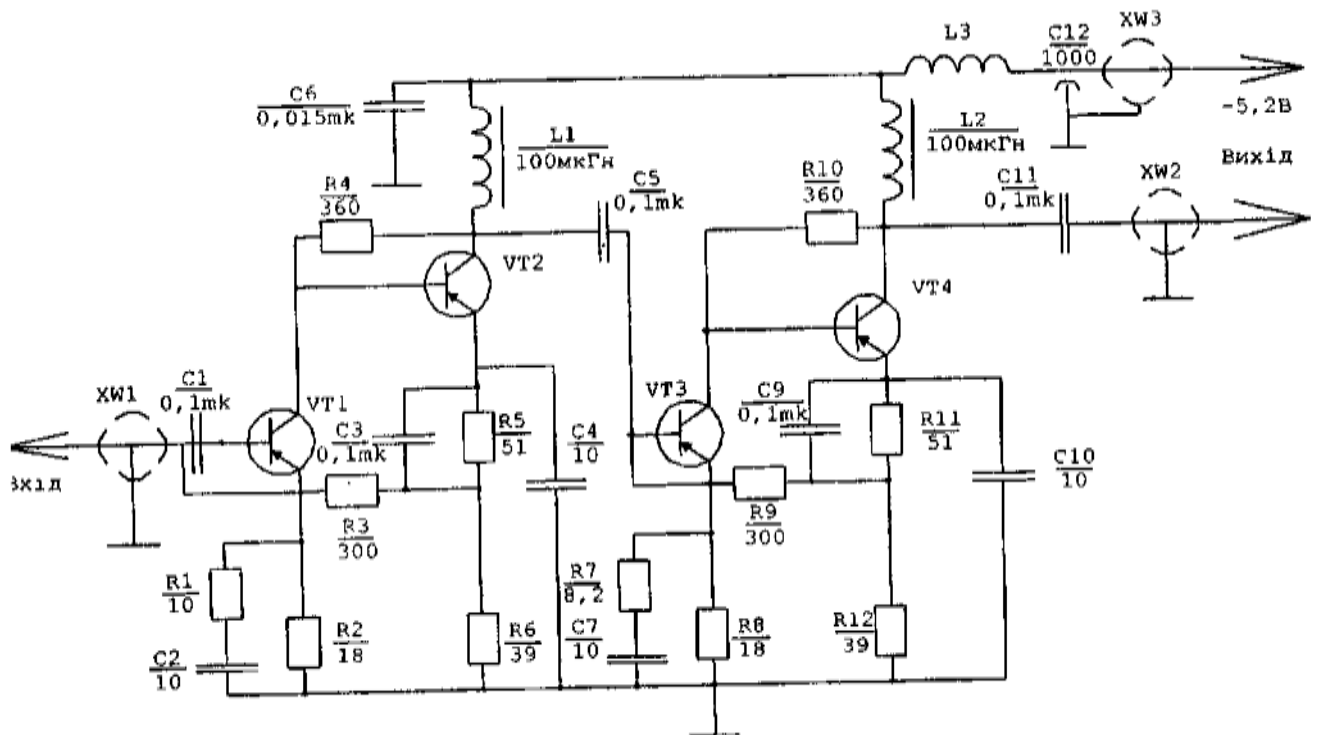 L3
C12
1000
XW3
-5,2В
C6
0,015mk
L1
100мкГн
L2
100мкГн
Вихід
R4
360
C5
0,1mk
R10
360
C11
0,1mk
XW2
VT2
VT4
XW1
C1
0,1mk
VT1
C3
0,1mk
R5
51
C4
10
VT3
C9
0,1mk
R11
51
C10
10
Вхід
R3
300
R9
300
R1
10
R7
8,2
C2
10
R2
18
R6
39
C7
10
R8
18
R12
39